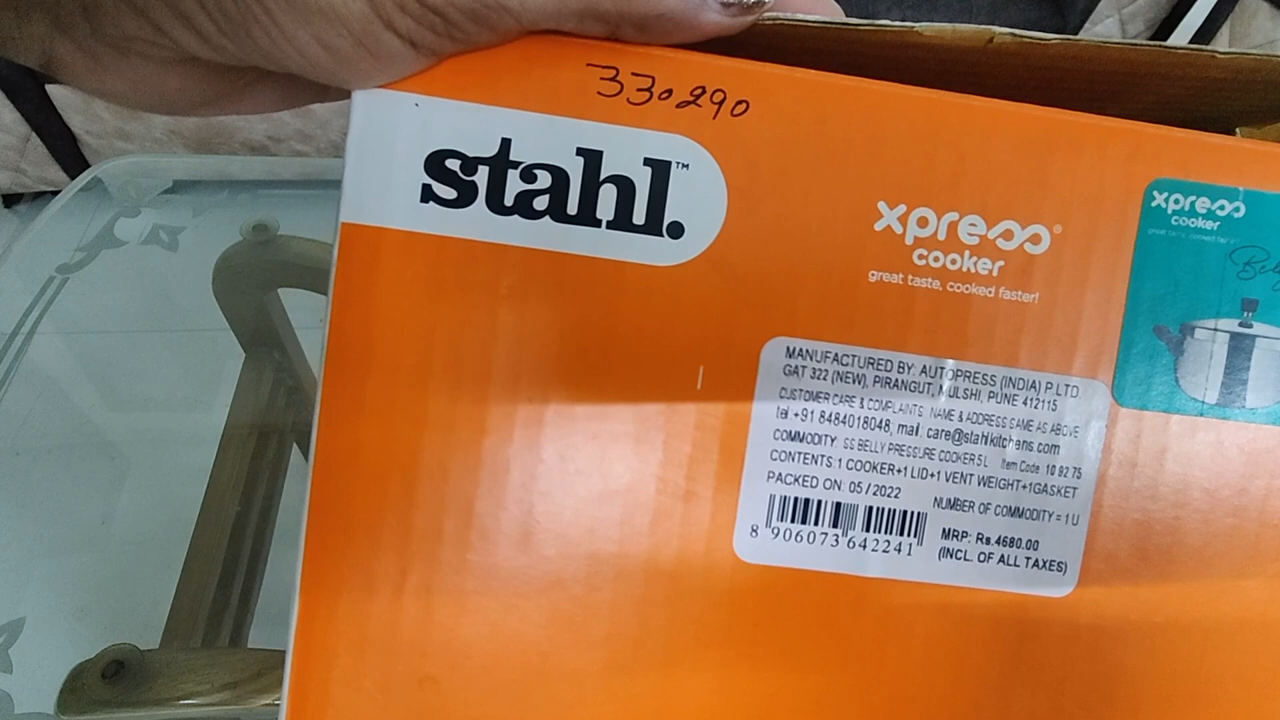 330290
stahl.™
xpress®
cooker
great taste, cooked faster!
xpress
cooker
MANUFACTURED BY: AUTOPRESS (INDIA) P.LTD.
GAT 322 (NEW), PIRANGUT, MULSHI, PUNE 412115
CUSTOMER CARE & COMPLAINTS: NAME & ADDRESS SAME AS ABOVE
tel +91 8484018048, mail: care@stahlkitchens.com
COMMODITY: SS BELLY PRESSURE COOKER 5 L Item Code: 10 92 75
CONTENTS:1 COOKER+1 LID+1 VENT WEIGHT+1GASKET
PACKED ON: 05/2022
NUMBER OF COMMODITY = 1 U
8 906073 642241
MRP: Rs.4680.00
(INCL. OF ALL TAXES)